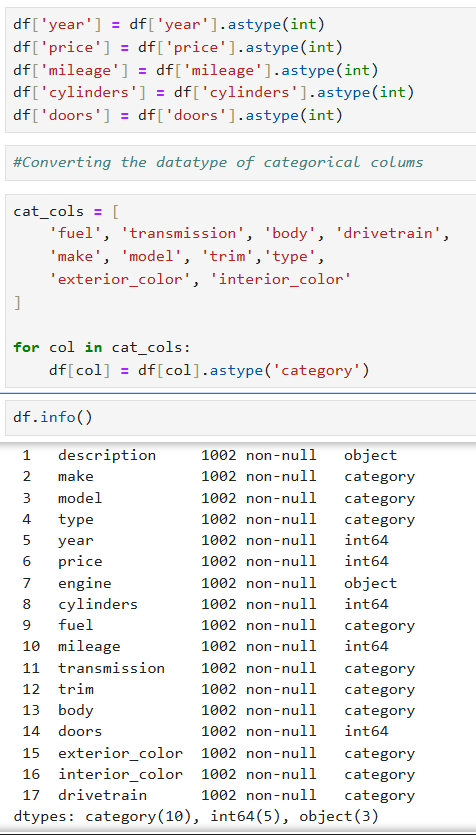 df['year'] = df['year'].astype(int)
df['price'] = df['price'].astype(int)
df['mileage'] = df['mileage'].astype(int)
df['cylinders'] = df['cylinders'].astype(int)
df['doors'] = df['doors'].astype(int)
#Converting the datatype of categorical colums
cat_cols = [
    'fuel', 'transmission', 'body', 'drivetrain',
    'make', 'model', 'trim','type',
    'exterior_color', 'interior_color'
]
for col in cat_cols:
    df[col] = df[col].astype('category')
df.info()
1   description     1002 non-null   object
2   make            1002 non-null   category
3   model           1002 non-null   category
4   type            1002 non-null   category
5   year            1002 non-null   int64
6   price           1002 non-null   int64
7   engine          1002 non-null   object
8   cylinders       1002 non-null   int64
9   fuel            1002 non-null   category
10  mileage         1002 non-null   int64
11  transmission    1002 non-null   category
12  trim            1002 non-null   category
13  body            1002 non-null   category
14  doors           1002 non-null   int64
15  exterior_color  1002 non-null   category
16  interior_color  1002 non-null   category
17  drivetrain      1002 non-null   category
dtypes: category(10), int64(5), object(3)